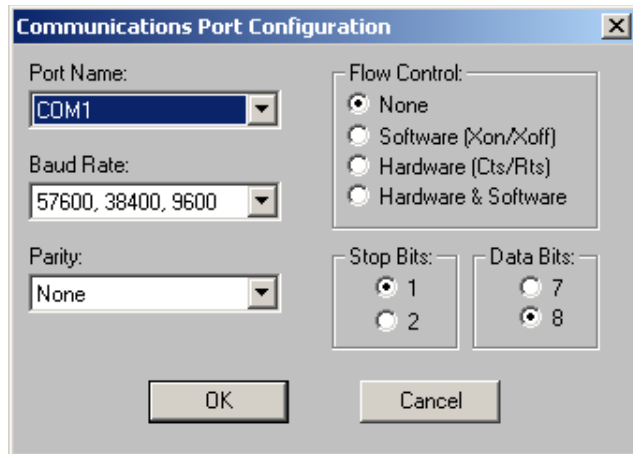 Communications Port Configuration
Port Name:
COM1
Baud Rate:
57600, 38400, 9600
Parity:
None
Flow Control:
None
Software (Xon/Xoff)
Hardware (Cts/Rts)
Hardware & Software
Stop Bits:
1
2
Data Bits:
7
8
OK
Cancel